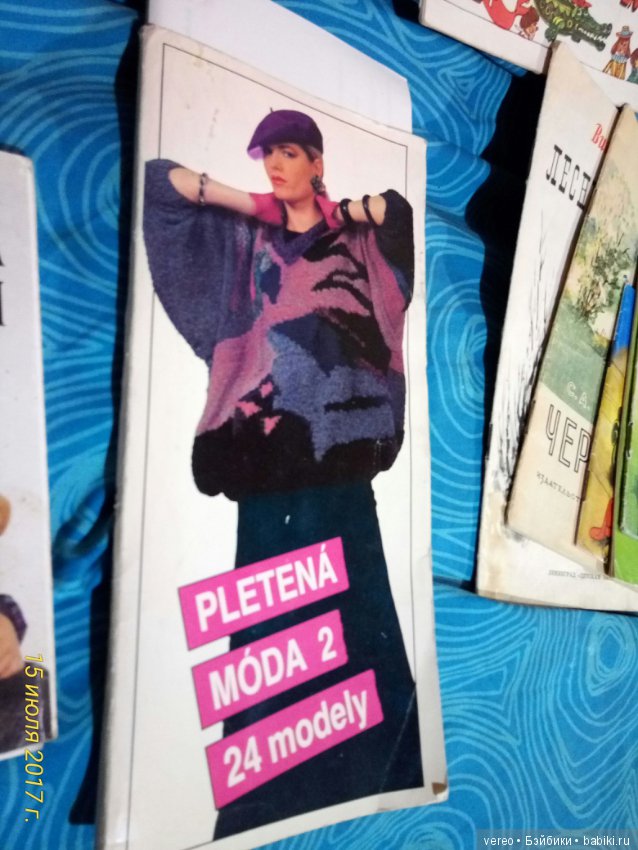 PLETENÁ
MÓDA 2
24 modely
ЛЕС
С. А.
ЧЕР
15 июля 2017 г.
vereo • Бэйбики • babiki.ru